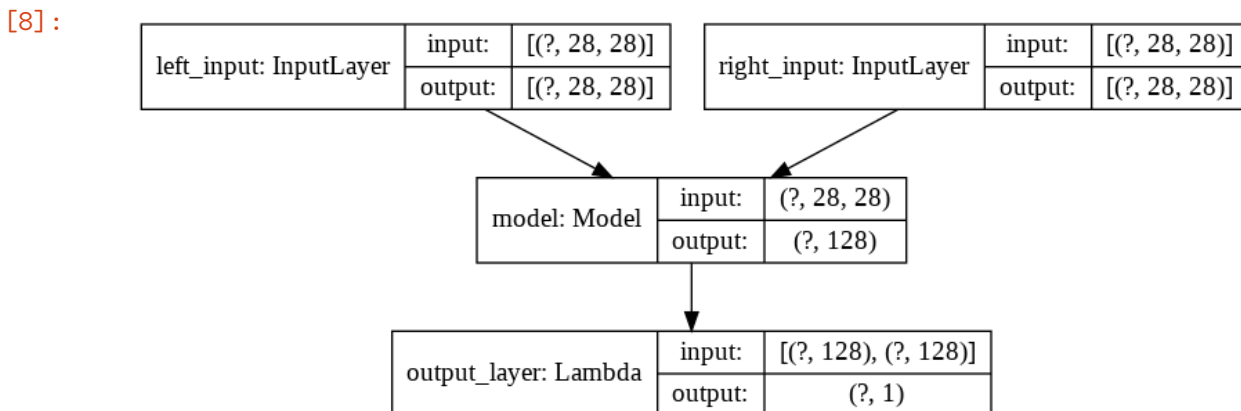 [8]:
left_input: InputLayer
input:
[(?, 28, 28)]
output:
[(?, 28, 28)]
right_input: InputLayer
input:
[(?, 28, 28)]
output:
[(?, 28, 28)]
model: Model
input:
(?, 28, 28)
output:
(?, 128)
output_layer: Lambda
input:
[(?, 128), (?, 128)]
output:
(?, 1)